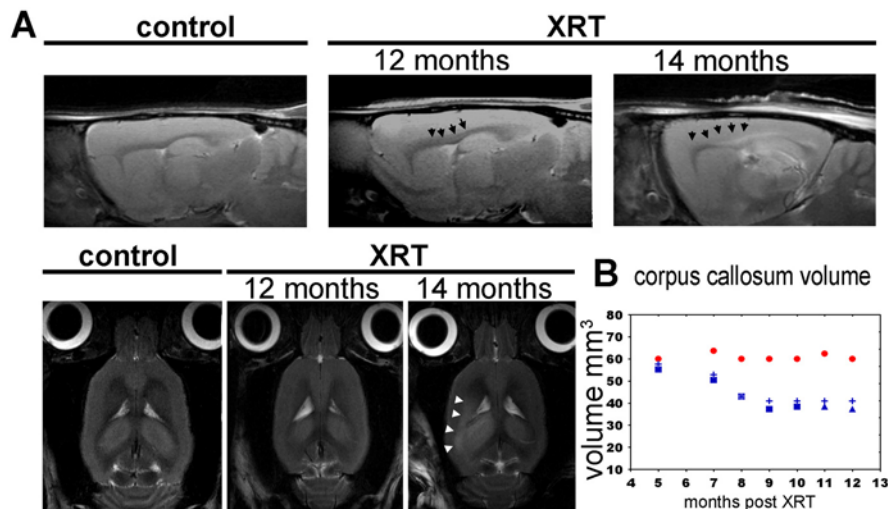 A
control XRT
12 months 14 months
control XRT
12 months 14 months
B corpus callosum volume
volume mm³
80
70
60
50
40
30
20
10
4 5 6 7 8 9 10 11 12 13
months post XRT